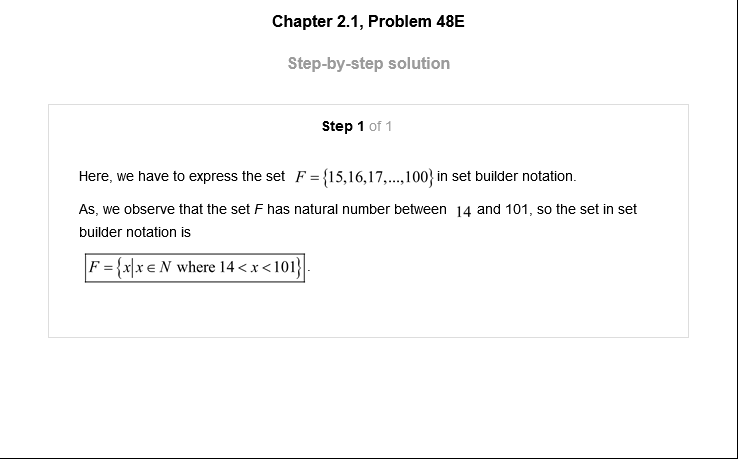 Chapter 2.1, Problem 48E
Step-by-step solution
Step 1 of 1
Here, we have to express the set F = {15,16,17,...,100} in set builder notation.
As, we observe that the set F has natural number between 14 and 101, so the set in set
builder notation is
F = {x|x ∈ N where 14 < x < 101}.